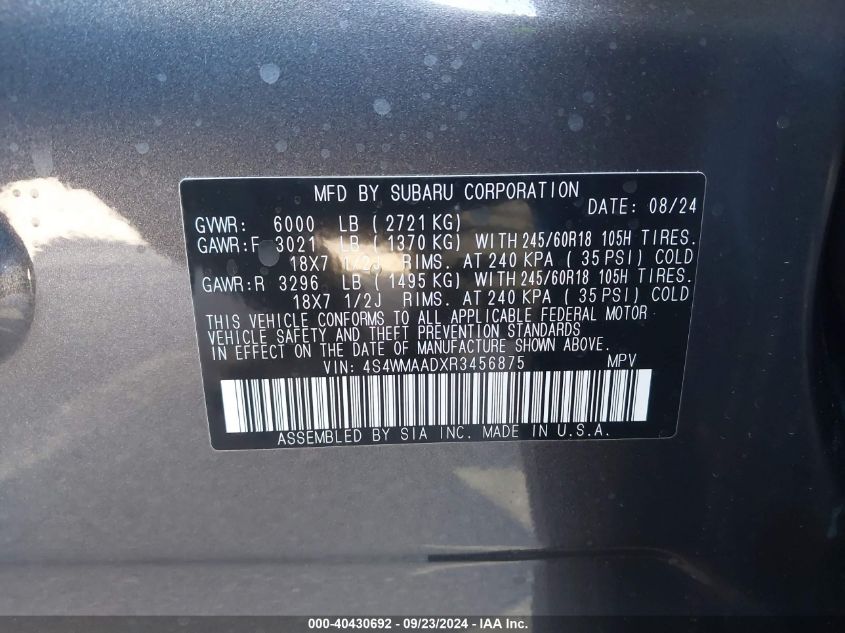 MFD BY SUBARU CORPORATION
DATE: 08/24
GVWR: 6000 LB ( 2721 KG)
GAWR:F 3021 LB ( 1370 KG) WITH 245/60R18 105H TIRES.
18X7 1/2J RIMS. AT 240 KPA ( 35 PSI) COLD
GAWR:R 3296 LB ( 1495 KG) WITH 245/60R18 105H TIRES.
18X7 1/2J RIMS. AT 240 KPA ( 35 PSI) COLD
THIS VEHICLE CONFORMS TO ALL APPLICABLE FEDERAL MOTOR
VEHICLE SAFETY AND THEFT PREVENTION STANDARDS
IN EFFECT ON THE DATE OF MANUFACTURE SHOWN ABOVE.
VIN: 4S4WMAADXR3456875 MPV
ASSEMBLED BY SIA INC. MADE IN U.S.A.
000-40430692 - 09/23/2024 - IAA Inc.